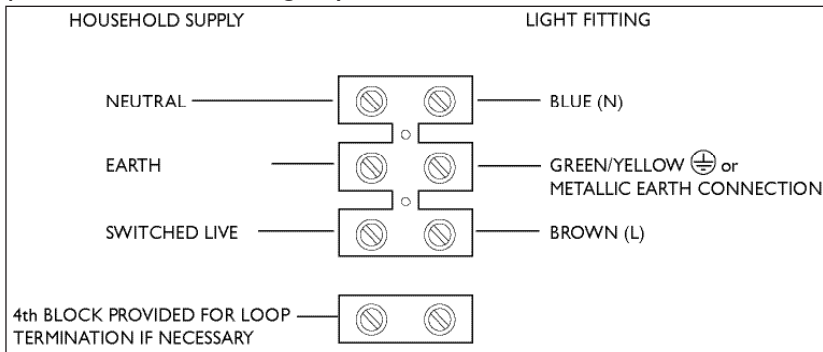 HOUSEHOLD SUPPLY
LIGHT FITTING
NEUTRAL
BLUE (N)
EARTH
GREEN/YELLOW or
METALLIC EARTH CONNECTION
SWITCHED LIVE
BROWN (L)
4th BLOCK PROVIDED FOR LOOP
TERMINATION IF NECESSARY